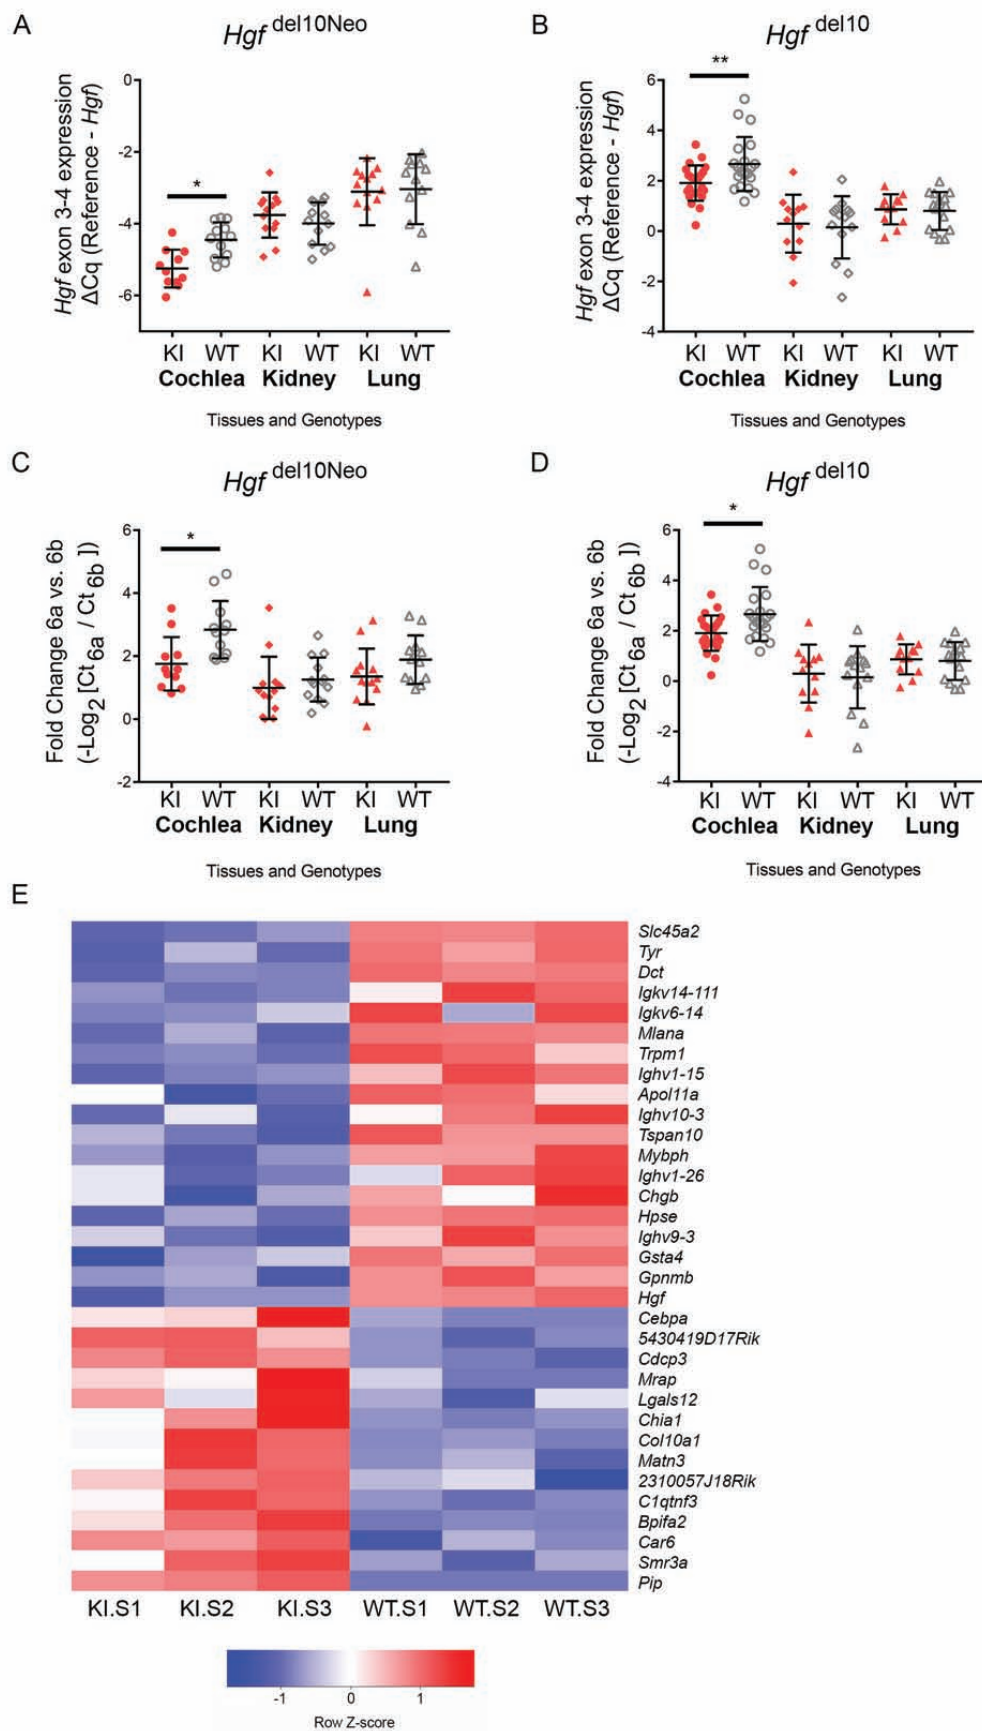 A
Hgf del10Neo
Hgf exon 3-4 expression
ΔCq (Reference - Hgf)
0
-2
-4
-6
*
KI WT KI WT KI WT
Cochlea Kidney Lung
Tissues and Genotypes
B
Hgf del10
Hgf exon 3-4 expression
ΔCq (Reference - Hgf)
6
4
2
0
-2
-4
**
KI WT KI WT KI WT
Cochlea Kidney Lung
Tissues and Genotypes
C
Hgf del10Neo
Fold Change 6a vs. 6b
(-Log2 [Ct6a / Ct6b])
6
4
2
0
-2
*
KI WT KI WT KI WT
Cochlea Kidney Lung
Tissues and Genotypes
D
Hgf del10
Fold Change 6a vs. 6b
(-Log2 [Ct6a / Ct6b])
6
4
2
0
-2
-4
*
KI WT KI WT KI WT
Cochlea Kidney Lung
Tissues and Genotypes
E
Slc45a2
Tyr
Dct
Igkv14-111
Igkv6-14
Mlana
Trpm1
Ighv1-15
Apol11a
Ighv10-3
Tspan10
Mybph
Ighv1-26
Chgb
Hpse
Ighv9-3
Gsta4
Gpnmb
Hgf
Cebpa
5430419D17Rik
Cdcp3
Mrap
Lgals12
Chia1
Col10a1
Matn3
2310057J18Rik
C1qtnf3
Bpifa2
Car6
Smr3a
Pip
KI.S1 KI.S2 KI.S3 WT.S1 WT.S2 WT.S3
-1 0 1
Row Z-score